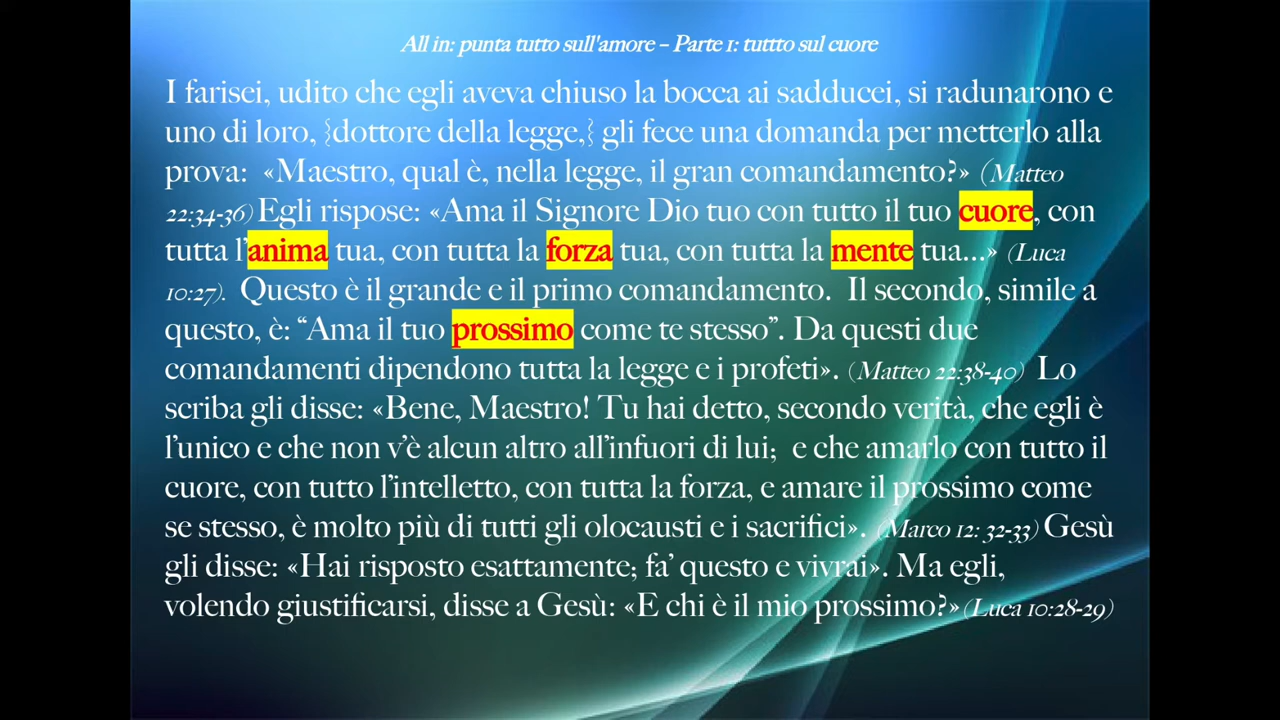 All in: punta tutto sull'amore – Parte 1: tuttto sul cuore
I farisei, udito che egli aveva chiuso la bocca ai sadducei, si radunarono e
uno di loro, {dottore della legge,} gli fece una domanda per metterlo alla
prova: «Maestro, qual è, nella legge, il gran comandamento?» (Matteo
22:34-36) Egli rispose: «Ama il Signore Dio tuo con tutto il tuo cuore, con
tutta l'anima tua, con tutta la forza tua, con tutta la mente tua...» (Luca
10:27). Questo è il grande e il primo comandamento. Il secondo, simile a
questo, è: “Ama il tuo prossimo come te stesso”. Da questi due
comandamenti dipendono tutta la legge e i profeti». (Matteo 22:38-40) Lo
scriba gli disse: «Bene, Maestro! Tu hai detto, secondo verità, che egli è
l'unico e che non v'è alcun altro all'infuori di lui; e che amarlo con tutto il
cuore, con tutto l'intelletto, con tutta la forza, e amare il prossimo come
se stesso, è molto più di tutti gli olocausti e i sacrifici». (Marco 12: 32-33) Gesù
gli disse: «Hai risposto esattamente; fa' questo e vivrai». Ma egli,
volendo giustificarsi, disse a Gesù: «E chi è il mio prossimo?» (Luca 10:28-29)